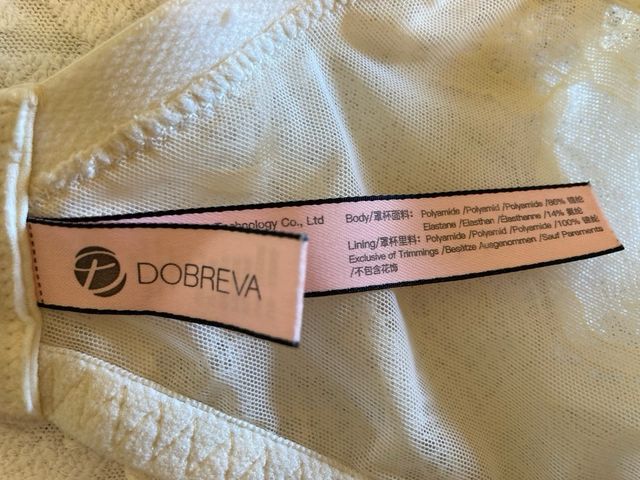 DOBREVA
Technology Co., Ltd
Body/罩杯面料: Polyamide /Polyamid /Polyamide /86% 锦纶
Elastane /Elasthan /Élasthanne /14% 氨纶
Lining/罩杯里料: Polyamide /Polyamid /Polyamide /100% 锦纶
Exclusive of Trimmings /Besätze Ausgenommen /Sauf Parements
/不包含花饰